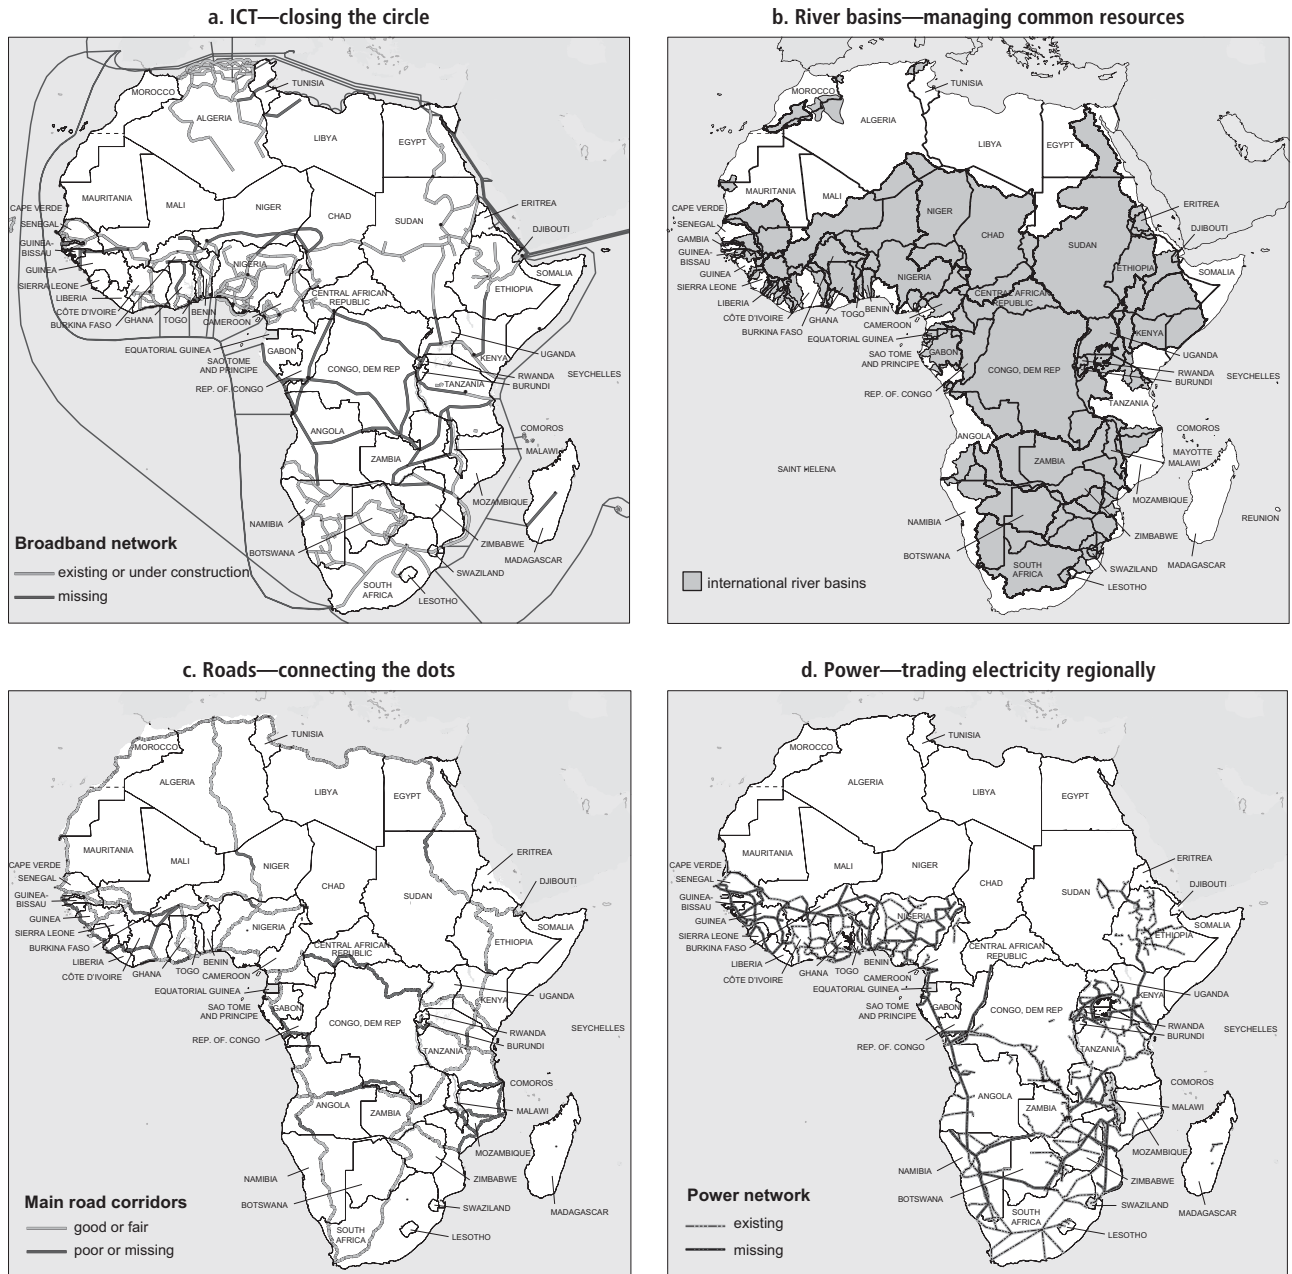 a. ICT—closing the circle
TUNISIA
MOROCCO
ALGERIA
LIBYA
EGYPT
MAURITANIA
MALI
NIGER
CHAD
SUDAN
ERITREA
CAPE VERDE
SENEGAL
DJIBOUTI
GUINEA-
BISSAU
GUINEA
NIGERIA
SOMALIA
SIERRA LEONE
LIBERIA
ETHIOPIA
CENTRAL AFRICAN
REPUBLIC
CÔTE D'IVOIRE
BENIN
BURKINA FASO
GHANA
TOGO
CAMEROON
EQUATORIAL GUINEA
GABON
UGANDA
KENYA
SAO TOME
AND PRINCIPE
CONGO, DEM REP
RWANDA
SEYCHELLES
BURUNDI
TANZANIA
REP. OF. CONGO
ANGOLA
COMOROS
MALAWI
ZAMBIA
MOZAMBIQUE
NAMIBIA
ZIMBABWE
BOTSWANA
MADAGASCAR
SWAZILAND
SOUTH
AFRICA
LESOTHO
Broadband network
existing or under construction
missing
b. River basins—managing common resources
MOROCCO
TUNISIA
ALGERIA
LIBYA
EGYPT
MAURITANIA
MALI
NIGER
CHAD
SUDAN
ERITREA
CAPE VERDE
SENEGAL
GAMBIA
DJIBOUTI
GUINEA-
BISSAU
GUINEA
SIERRA LEONE
NIGERIA
ETHIOPIA
SOMALIA
CENTRAL AFRICAN
REPUBLIC
LIBERIA
CÔTE D'IVOIRE
BENIN
BURKINA FASO
GHANA
TOGO
CAMEROON
EQUATORIAL GUINEA
KENYA
SAO TOME
AND PRINCIPE
GABON
UGANDA
CONGO, DEM REP
RWANDA
BURUNDI
SEYCHELLES
REP. OF. CONGO
TANZANIA
ANGOLA
COMOROS
MAYOTTE
MALAWI
SAINT HELENA
ZAMBIA
MOZAMBIQUE
NAMIBIA
REUNION
ZIMBABWE
BOTSWANA
MADAGASCAR
SOUTH
AFRICA
SWAZILAND
LESOTHO
international river basins
c. Roads—connecting the dots
TUNISIA
MOROCCO
ALGERIA
LIBYA
EGYPT
MAURITANIA
MALI
NIGER
CHAD
SUDAN
ERITREA
CAPE VERDE
SENEGAL
DJIBOUTI
GUINEA-
BISSAU
GUINEA
NIGERIA
SOMALIA
SIERRA LEONE
ETHIOPIA
BURKINA FASO
CENTRAL AFRICAN
REPUBLIC
LIBERIA
BENIN
CÔTE D'IVOIRE
GHANA
TOGO
CAMEROON
EQUATORIAL GUINEA
UGANDA
KENYA
SAO TOME
AND PRINCIPE
GABON
CONGO, DEM REP
RWANDA
SEYCHELLES
REP. OF. CONGO
BURUNDI
TANZANIA
COMOROS
ANGOLA
ZAMBIA
MALAWI
MOZAMBIQUE
NAMIBIA
ZIMBABWE
BOTSWANA
SWAZILAND
MADAGASCAR
SOUTH
AFRICA
LESOTHO
Main road corridors
good or fair
poor or missing
d. Power—trading electricity regionally
TUNISIA
MOROCCO
ALGERIA
LIBYA
EGYPT
MAURITANIA
MALI
NIGER
CHAD
SUDAN
ERITREA
CAPE VERDE
SENEGAL
DJIBOUTI
GUINEA-
BISSAU
GUINEA
NIGERIA
SOMALIA
SIERRA LEONE
ETHIOPIA
BURKINA FASO
CENTRAL AFRICAN
REPUBLIC
LIBERIA
BENIN
CÔTE D'IVOIRE
GHANA
TOGO
CAMEROON
EQUATORIAL GUINEA
KENYA
UGANDA
SAO TOME
AND PRINCIPE
GABON
CONGO, DEM REP
RWANDA
SEYCHELLES
BURUNDI
REP. OF. CONGO
TANZANIA
COMOROS
ANGOLA
ZAMBIA
MALAWI
MOZAMBIQUE
NAMIBIA
ZIMBABWE
BOTSWANA
SWAZILAND
MADAGASCAR
SOUTH
AFRICA
LESOTHO
Power network
existing
missing